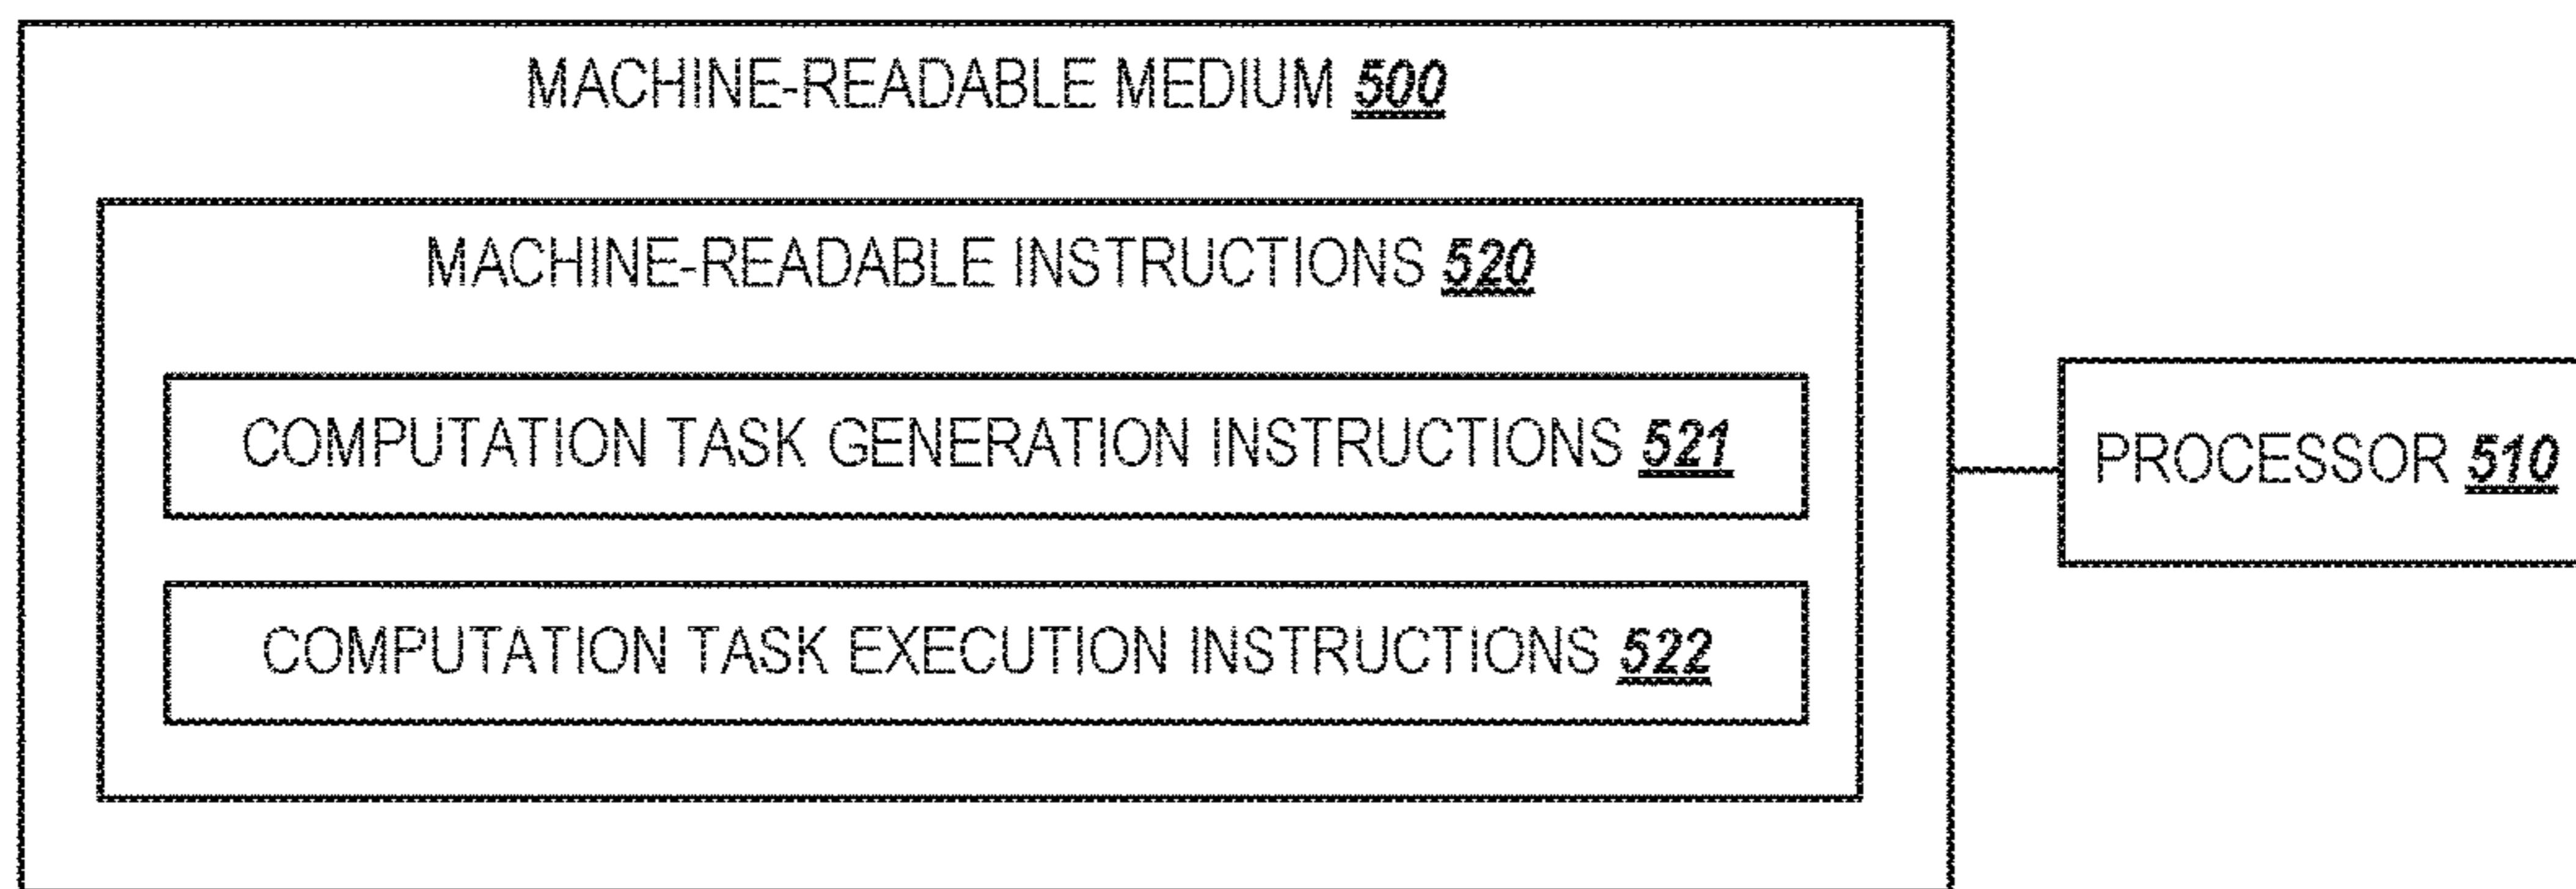 MACHINE-READABLE MEDIUM 500
MACHINE-READABLE INSTRUCTIONS 520
COMPUTATION TASK GENERATION INSTRUCTIONS 521
COMPUTATION TASK EXECUTION INSTRUCTIONS 522
PROCESSOR 510